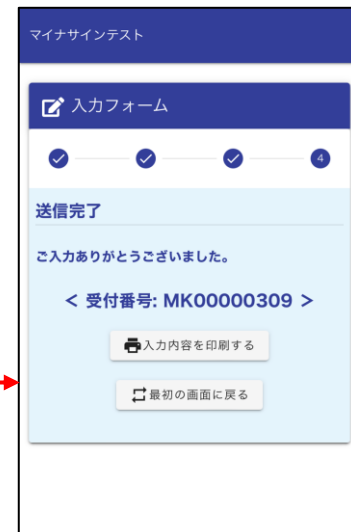 マイナサインテスト
入力フォーム
4
送信完了
ご入力ありがとうございました。
< 受付番号: MK00000309 >
入力内容を印刷する
最初の画面に戻る